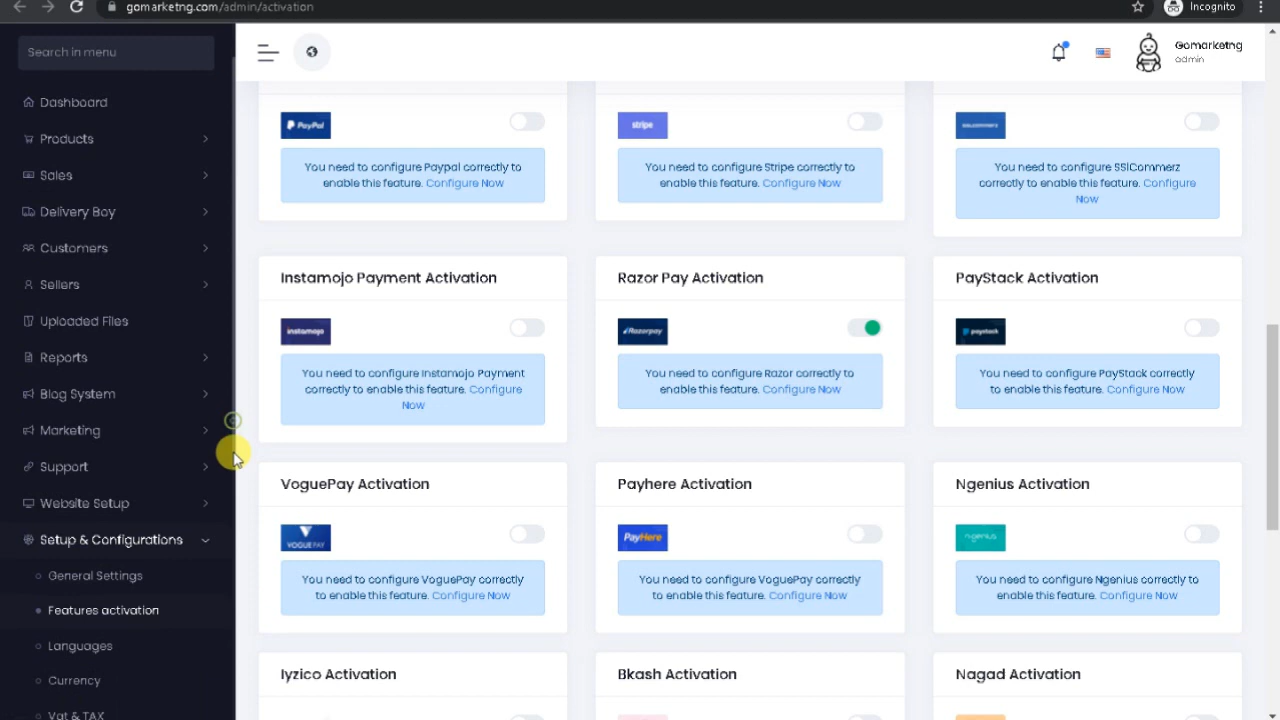 gomarketng.com/admin/activation
Incognito
Search in menu
Gomarketng
admin
Dashboard
Products
Sales
Delivery Boy
Customers
Sellers
Uploaded Files
Reports
Blog System
Marketing
Support
Website Setup
Setup & Configurations
General Settings
Features activation
Languages
Currency
Vat & TAX
PayPal
You need to configure Paypal correctly to
enable this feature. Configure Now
stripe
You need to configure Stripe correctly to
enable this feature. Configure Now
SSLCOMMERZ
You need to configure SSlCommerz
correctly to enable this feature. Configure
Now
Instamojo Payment Activation
instamojo
You need to configure Instamojo Payment
correctly to enable this feature. Configure
Now
Razor Pay Activation
Razorpay
You need to configure Razor correctly to
enable this feature. Configure Now
PayStack Activation
paystack
You need to configure PayStack correctly
to enable this feature. Configure Now
VoguePay Activation
VOGUEPAY
You need to configure VoguePay correctly
to enable this feature. Configure Now
Payhere Activation
PayHere
You need to configure VoguePay correctly
to enable this feature. Configure Now
Ngenius Activation
n-genius
You need to configure Ngenius correctly to
enable this feature. Configure Now
Iyzico Activation
Bkash Activation
Nagad Activation